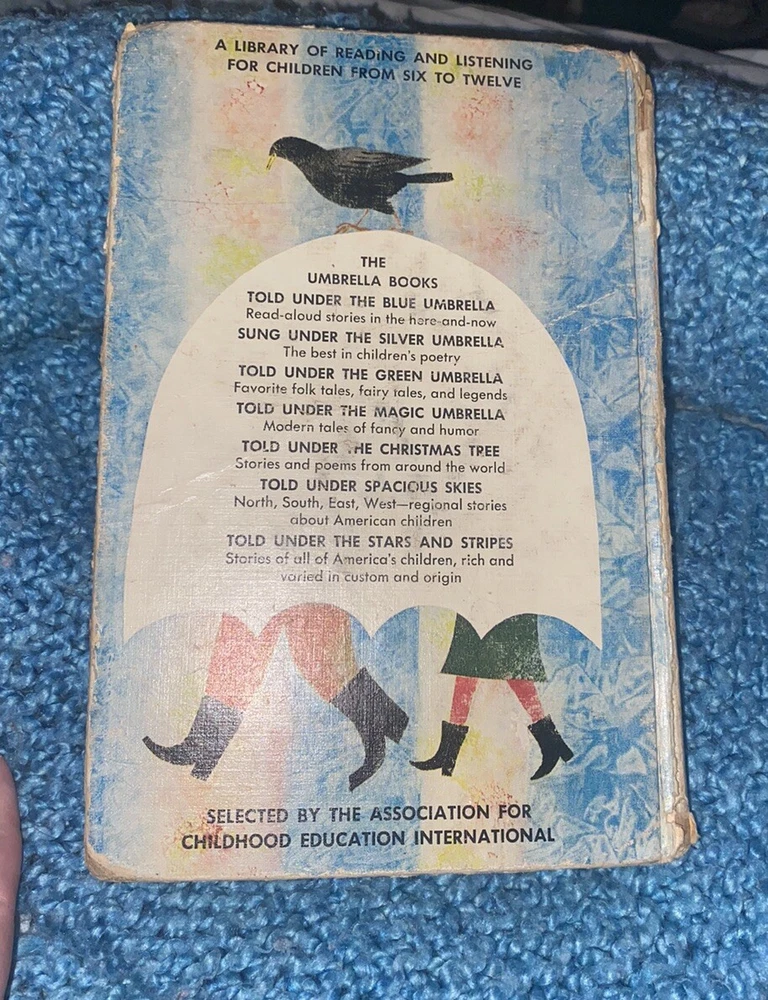 A LIBRARY OF READING AND LISTENING
FOR CHILDREN FROM SIX TO TWELVE
THE
UMBRELLA BOOKS
TOLD UNDER THE BLUE UMBRELLA
Read-aloud stories in the here-and-now
SUNG UNDER THE SILVER UMBRELLA
The best in children's poetry
TOLD UNDER THE GREEN UMBRELLA
Favorite folk tales, fairy tales, and legends
TOLD UNDER THE MAGIC UMBRELLA
Modern tales of fancy and humor
TOLD UNDER THE CHRISTMAS TREE
Stories and poems from around the world
TOLD UNDER SPACIOUS SKIES
North, South, East, West—regional stories
about American children
TOLD UNDER THE STARS AND STRIPES
Stories of all of America's children, rich and
varied in custom and origin
SELECTED BY THE ASSOCIATION FOR
CHILDHOOD EDUCATION INTERNATIONAL